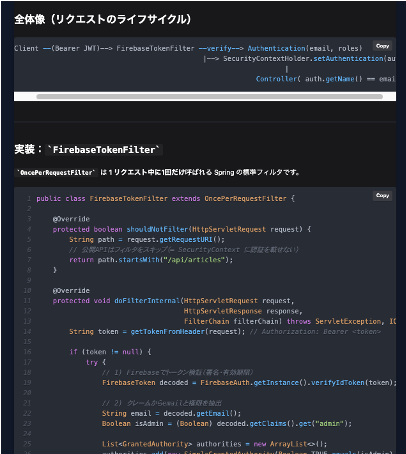 全体像（リクエストのライフサイクル）
Copy
Client --(Bearer JWT)--> FirebaseTokenFilter --verify--> Authentication(email, roles)
|--> SecurityContextHolder.setAuthentication(au
|
Controller( auth.getName() == emai
実装：`FirebaseTokenFilter`
`OncePerRequestFilter` は 1 リクエスト中に1回だけ呼ばれる Spring の標準フィルタです。
Copy
1 public class FirebaseTokenFilter extends OncePerRequestFilter {
2
3 @Override
4 protected boolean shouldNotFilter(HttpServletRequest request) {
5 String path = request.getRequestURI();
6 // 公開APIはフィルタをスキップ(= SecurityContext に認証を載せない)
7 return path.startsWith("/api/articles");
8 }
9
10 @Override
11 protected void doFilterInternal(HttpServletRequest request,
12 HttpServletResponse response,
13 FilterChain filterChain) throws ServletException, IO
14 String token = getTokenFromHeader(request); // Authorization: Bearer <token>
15
16 if (token != null) {
17 try {
18 // 1) Firebaseでトークン検証(署名・有効期限)
19 FirebaseToken decoded = FirebaseAuth.getInstance().verifyIdToken(token);
20
21 // 2) クレームからemailと権限を抽出
22 String email = decoded.getEmail();
23 Boolean isAdmin = (Boolean) decoded.getClaims().get("admin");
24
25 List<GrantedAuthority> authorities = new ArrayList<>();